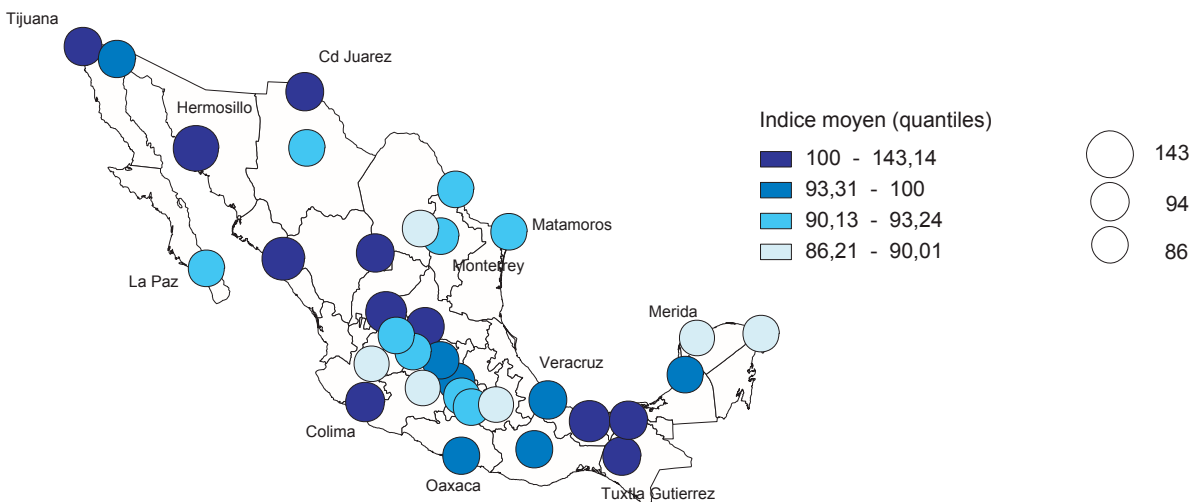 Tijuana
Cd Juarez
Hermosillo
Indice moyen (quantiles)
100 - 143,14
143
93,31 - 100
94
90,13 - 93,24
Matamoros
86,21 - 90,01
86
Monterrey
La Paz
Merida
Veracruz
Colima
Oaxaca
Tuxtla Gutierrez